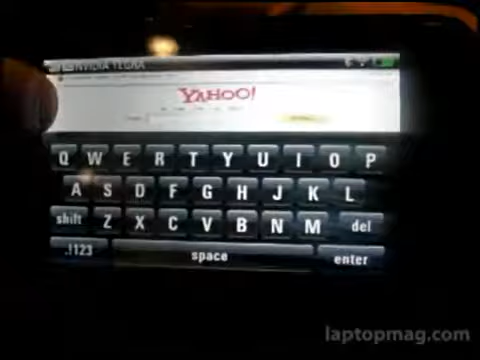 NVIDIA TEGRA
YAHOO!
Q W E R T Y U I O P
A S D F G H J K L
shift Z X C V B N M del
.!123 space enter
laptopmag.com